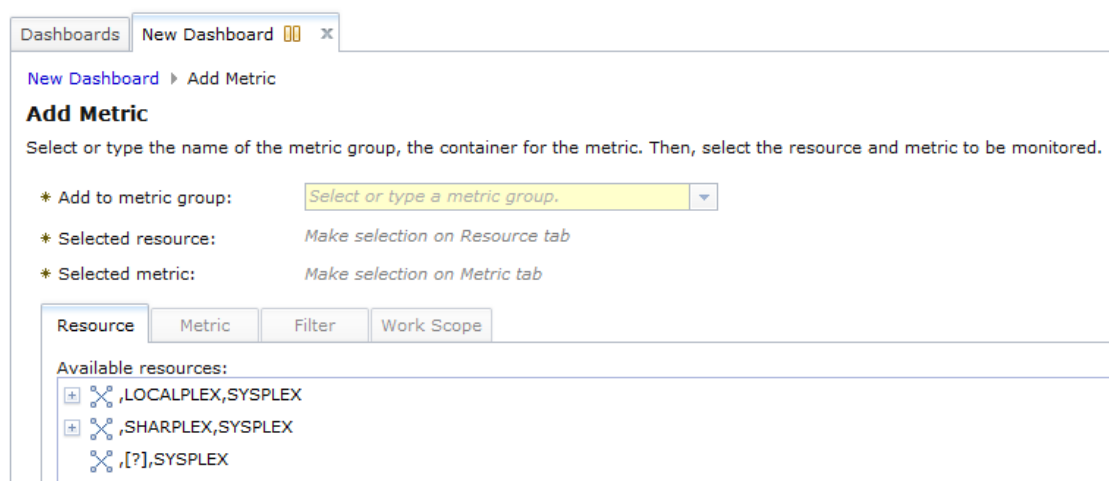 Dashboards New Dashboard x
New Dashboard Add Metric
Add Metric
Select or type the name of the metric group, the container for the metric. Then, select the resource and metric to be monitored.
* Add to metric group: Select or type a metric group.
* Selected resource: Make selection on Resource tab
* Selected metric: Make selection on Metric tab
Resource Metric Filter Work Scope
Available resources:
,LOCALPLEX,SYSPLEX
,SHARPLEX,SYSPLEX
,[?],SYSPLEX